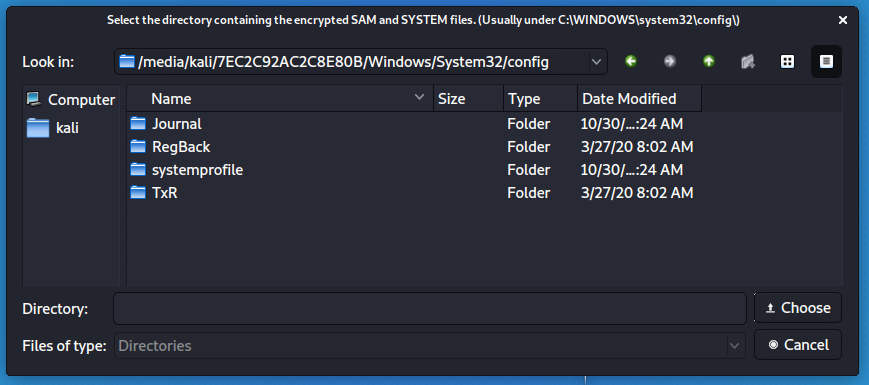 Select the directory containing the encrypted SAM and SYSTEM files. (Usually under C:\WINDOWS\system32\config\)
Look in: /media/kali/7EC2C92AC2C8E80B/Windows/System32/config
Computer
kali
Name Size Type Date Modified
Journal Folder 10/30/...:24 AM
RegBack Folder 3/27/20 8:02 AM
systemprofile Folder 10/30/...:24 AM
TxR Folder 3/27/20 8:02 AM
Directory: Choose
Files of type: Directories Cancel